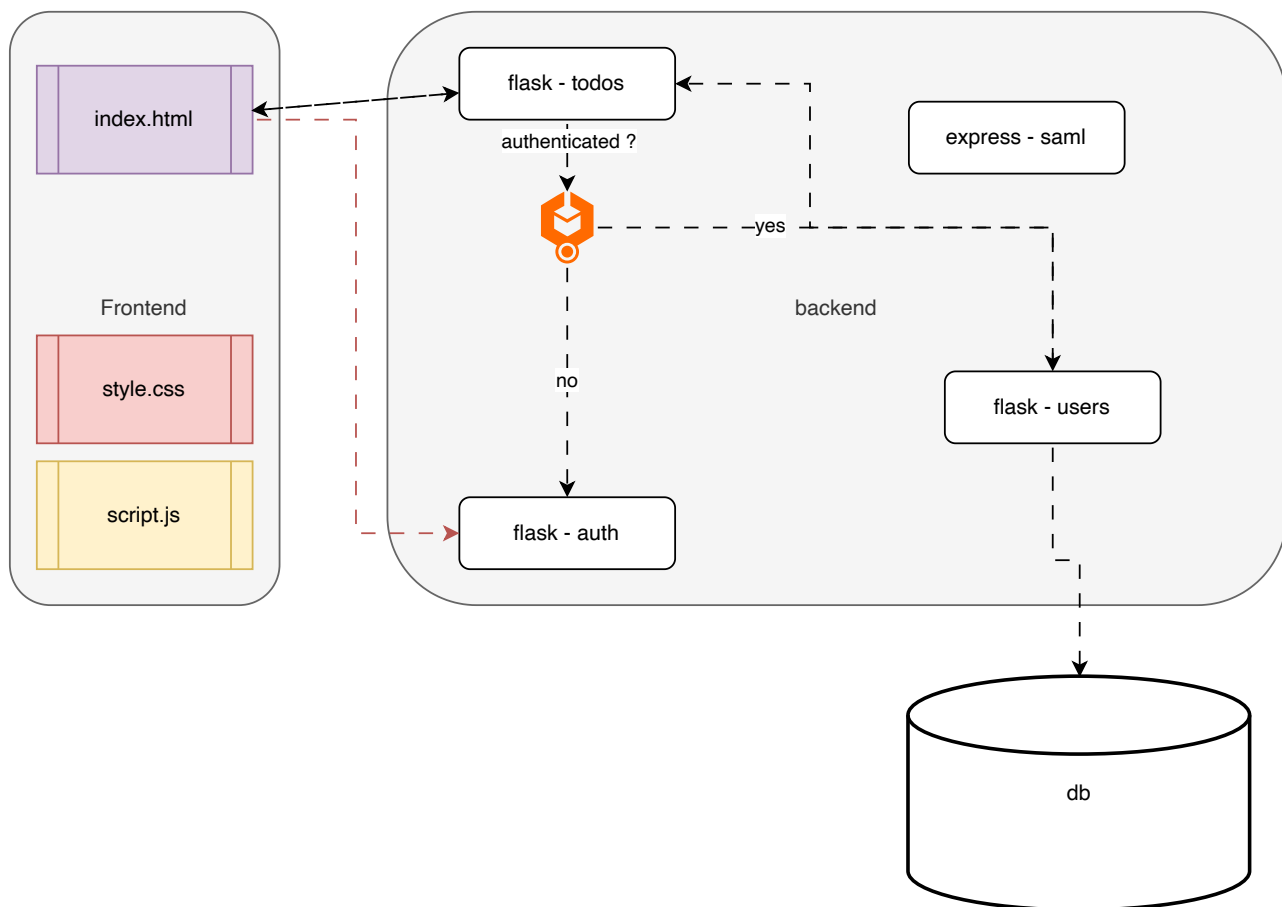 index.html
flask - todos
express - saml
authenticated ?
yes
Frontend
backend
style.css
no
flask - users
script.js
flask - auth
db